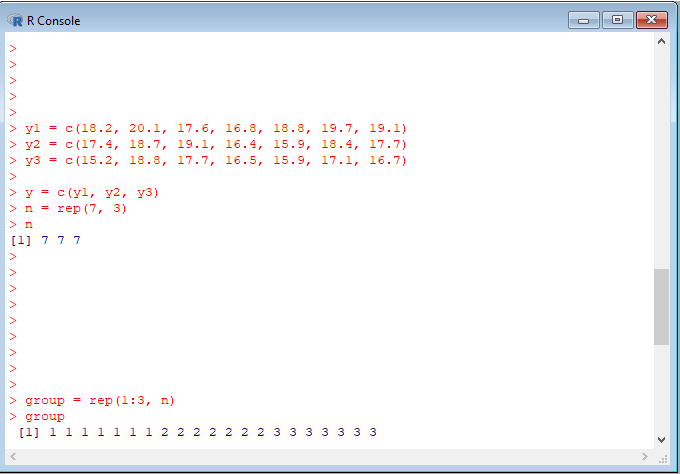 R Console
>
>
>
>
>
> y1 = c(18.2, 20.1, 17.6, 16.8, 18.8, 19.7, 19.1)
> y2 = c(17.4, 18.7, 19.1, 16.4, 15.9, 18.4, 17.7)
> y3 = c(15.2, 18.8, 17.7, 16.5, 15.9, 17.1, 16.7)
>
> y = c(y1, y2, y3)
> n = rep(7, 3)
> n
[1] 7 7 7
>
>
>
>
>
>
>
>
>
> group = rep(1:3, n)
> group
[1] 1 1 1 1 1 1 1 2 2 2 2 2 2 2 3 3 3 3 3 3 3